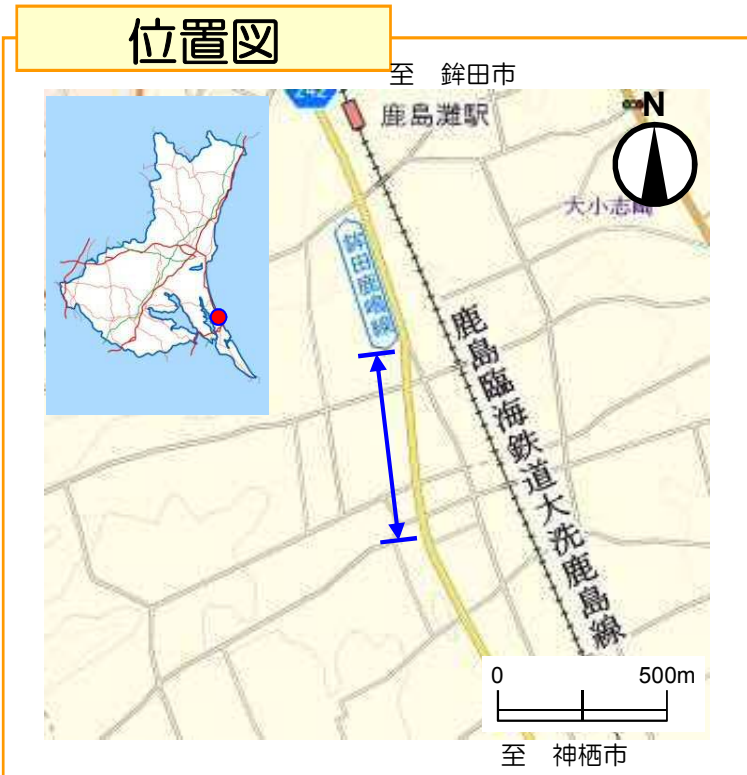 位置図
至 鉾田市
242
鹿島灘駅
N
大小志崎
鉾田鹿嶋線
鹿島臨海鉄道大洗鹿島線
0 500m
至 神栖市